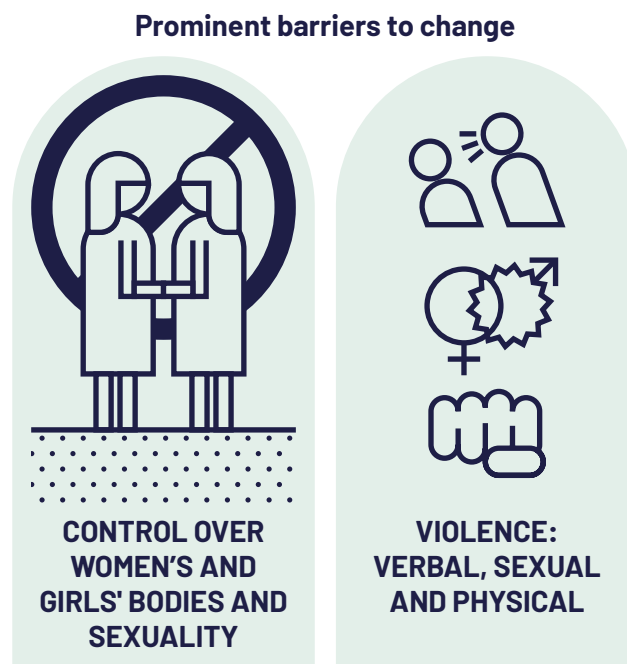 Prominent barriers to change
CONTROL OVER
WOMEN’S AND
GIRLS' BODIES AND
SEXUALITY
VIOLENCE:
VERBAL, SEXUAL
AND PHYSICAL